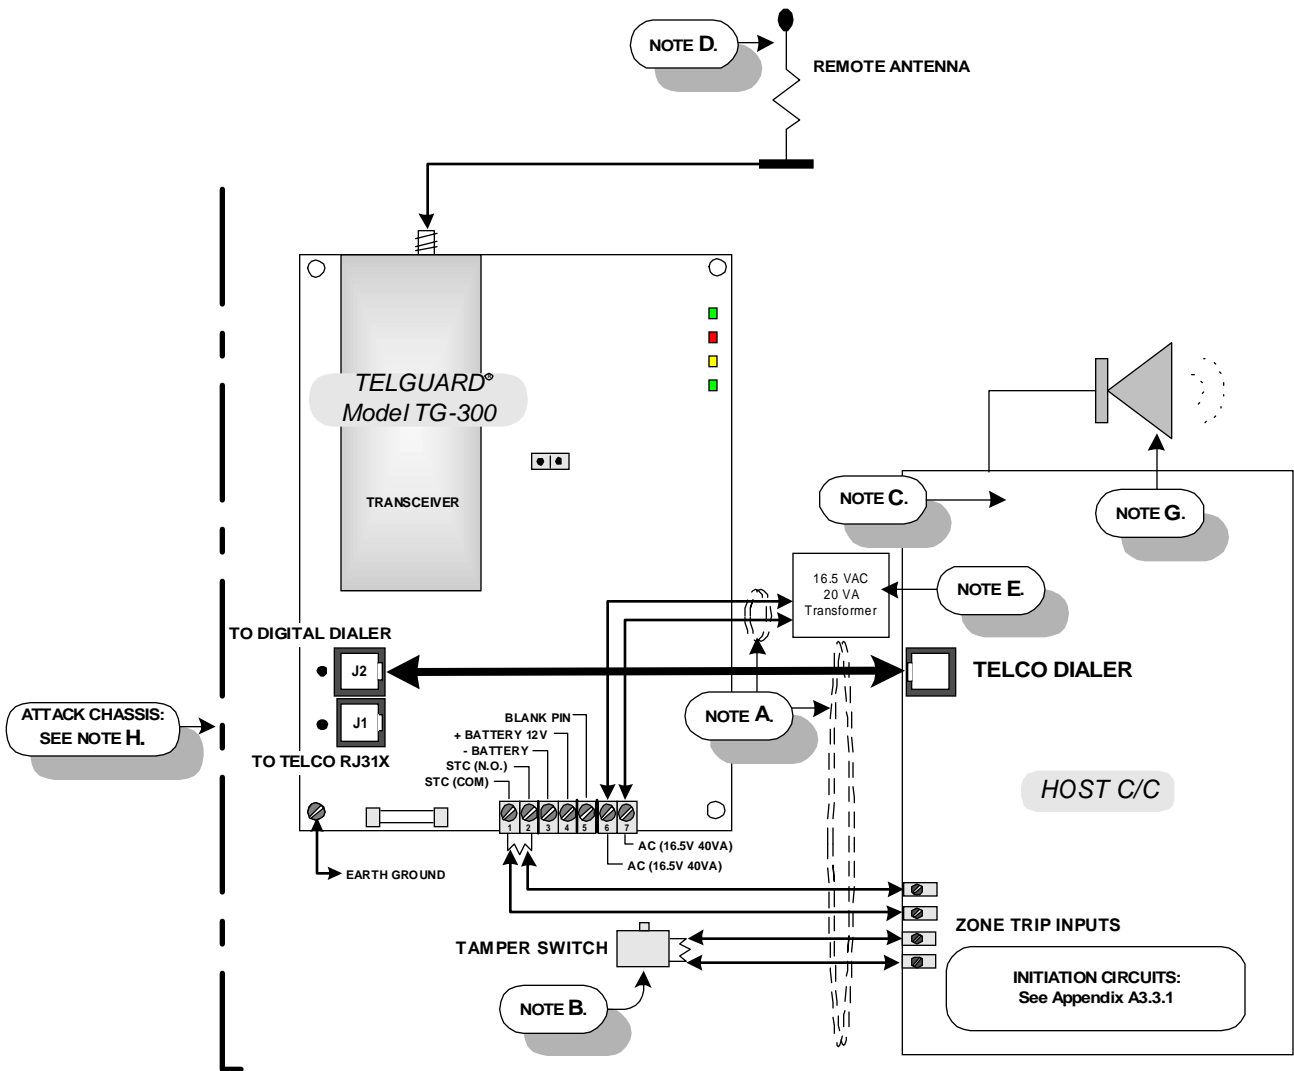 NOTE D.
REMOTE ANTENNA
TELGUARD®
Model TG-300
TRANSCEIVER
NOTE C.
NOTE G.
16.5 VAC
20 VA
Transformer
NOTE E.
TO DIGITAL DIALER
J2
TELCO DIALER
ATTACK CHASSIS:
SEE NOTE H.
J1
NOTE A.
TO TELCO RJ31X
BLANK PIN
+ BATTERY 12V
- BATTERY
STC (N.O.)
STC (COM)
HOST C/C
1 2 3 4 5 6 7
AC (16.5V 40VA)
AC (16.5V 40VA)
EARTH GROUND
ZONE TRIP INPUTS
TAMPER SWITCH
INITIATION CIRCUITS:
See Appendix A3.3.1
NOTE B.